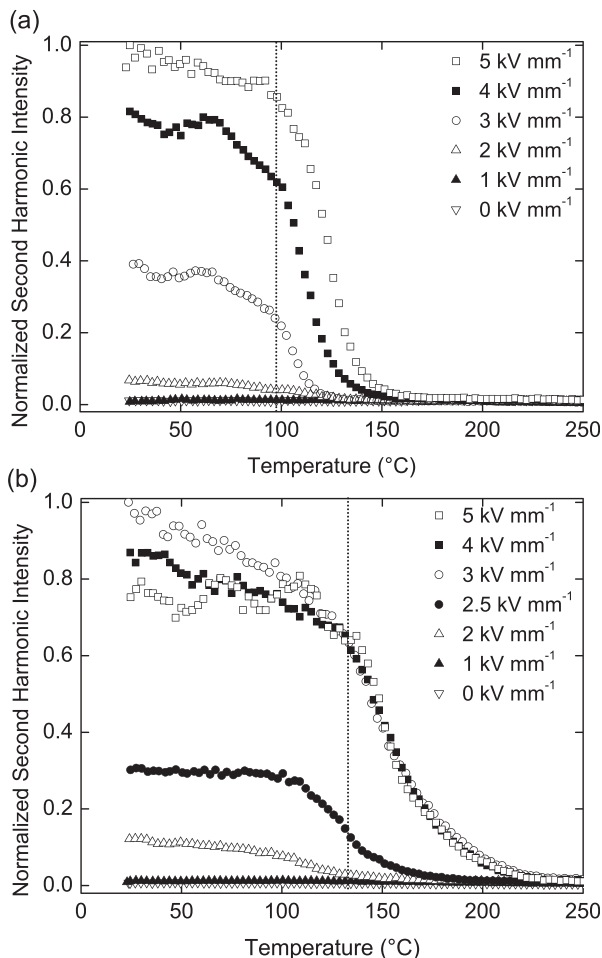 (a)
Normalized Second Harmonic Intensity
1.0
0.8
0.6
0.4
0.2
0.0
5 kV mm⁻¹
4 kV mm⁻¹
3 kV mm⁻¹
2 kV mm⁻¹
1 kV mm⁻¹
0 kV mm⁻¹
50 100 150 200 250
Temperature (°C)
(b)
Normalized Second Harmonic Intensity
1.0
0.8
0.6
0.4
0.2
0.0
5 kV mm⁻¹
4 kV mm⁻¹
3 kV mm⁻¹
2.5 kV mm⁻¹
2 kV mm⁻¹
1 kV mm⁻¹
0 kV mm⁻¹
50 100 150 200 250
Temperature (°C)